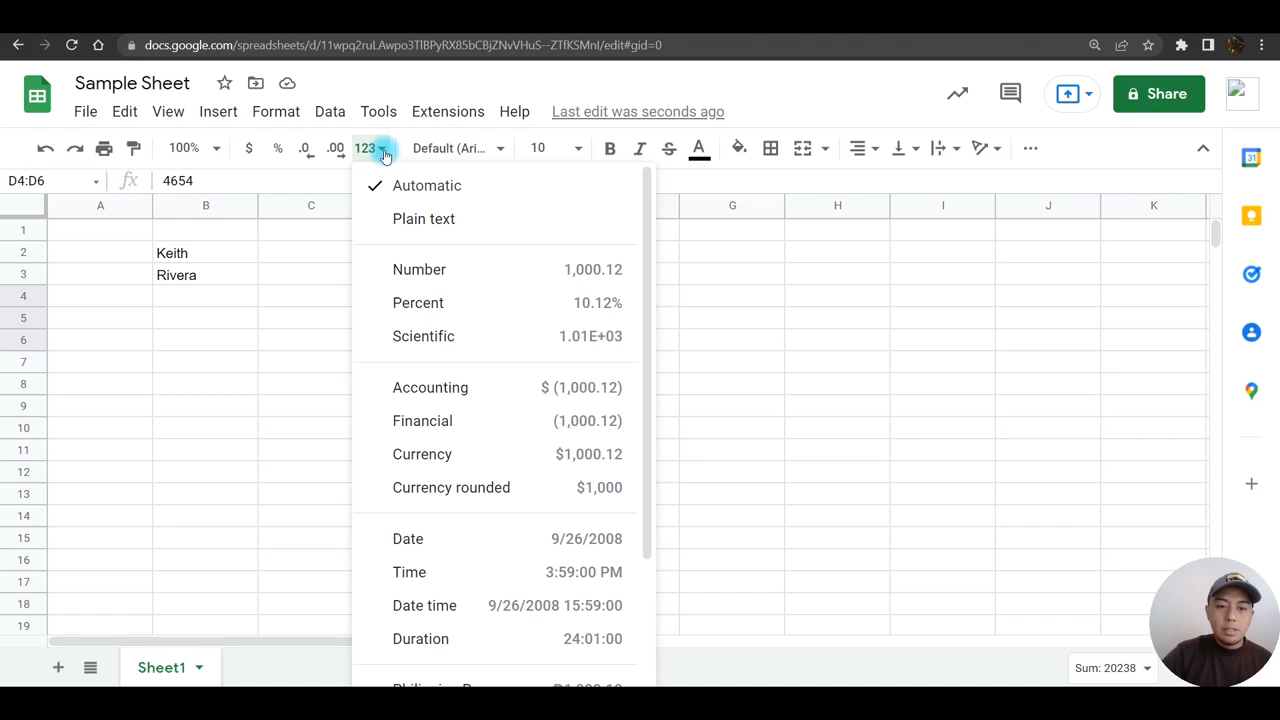 docs.google.com/spreadsheets/d/11wpq2ruLAwpo3TlBPyRX85bCBjZNvVHuS--ZTfKSMnI/edit#gid=0
Sample Sheet
File Edit View Insert Format Data Tools Extensions Help Last edit was seconds ago
Share
100% $ % .0 .00 123 Default (Ari... 10 B I S A
D4:D6 fx 4654
A B C G H I J K
1
2 Keith
3 Rivera
4
5
6
7
8
9
10
11
12
13
14
15
16
17
18
19
Automatic
Plain text
Number 1,000.12
Percent 10.12%
Scientific 1.01E+03
Accounting $ (1,000.12)
Financial (1,000.12)
Currency $1,000.12
Currency rounded $1,000
Date 9/26/2008
Time 3:59:00 PM
Date time 9/26/2008 15:59:00
Duration 24:01:00
Sheet1
Sum: 20238
31